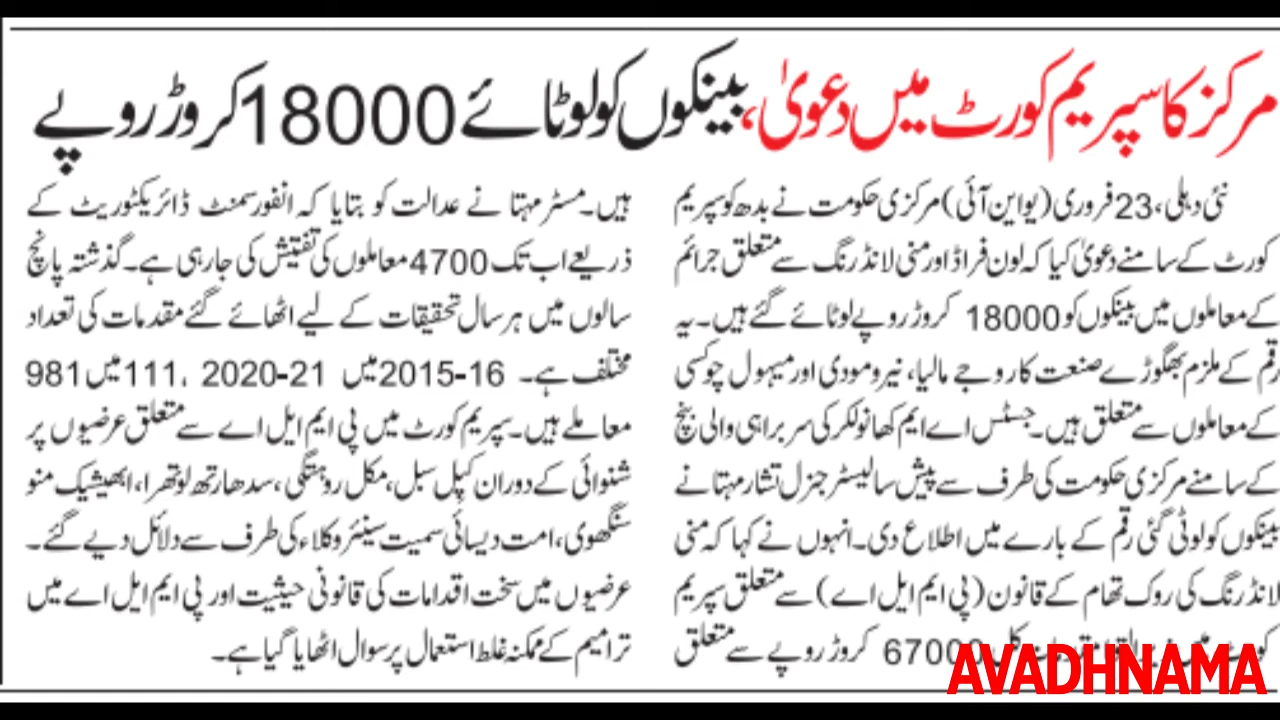 مرکز کا سپریم کورٹ میں دعویٰ، بینکوں کو لوٹائے 18000 کروڑ روپے
نئی دہلی، 23 فروری (یو این آئی) مرکزی حکومت نے بدھ کو سپریم
کورٹ کے سامنے دعویٰ کیا کہ لون فراڈ اور منی لانڈرنگ سے متعلق جرائم
کے معاملوں میں بینکوں کو 18000 کروڑ روپے لوٹائے گئے ہیں۔ یہ
رقم کے ملزم بھگوڑے صنعت کار وجے مالیا، نیرو مودی اور میہول چوکسی
کے معاملوں سے متعلق ہیں۔ جسٹس اے ایم کھانولکر کی سربراہی والی بنچ
کے سامنے مرکزی حکومت کی طرف سے پیش سالیسٹر جنرل تشار مہتا نے
بینکوں کو لوٹی گئی رقم کے بارے میں اطلاع دی۔ انہوں نے کہا کہ منی
لانڈرنگ کی روک تھام کے قانون (پی ایم ایل اے) سے متعلق سپریم
کورٹ میں کل 67000 کروڑ روپے سے متعلق
ہیں۔ مسٹر مہتا نے عدالت کو بتایا کہ انفورسمنٹ ڈائریکٹوریٹ کے
ذریعے اب تک 4700 معاملوں کی تفتیش کی جارہی ہے۔ گذشتہ پانچ
سالوں میں ہر سال تحقیقات کے لیے اٹھائے گئے مقدمات کی تعداد
مختلف ہے۔ 2015-16 میں 111، 2020-21 میں 981
معاملے ہیں۔ سپریم کورٹ میں پی ایم ایل اے سے متعلق عرضیوں پر
شنوائی کے دوران کپل سبل، مکل روہتگی، سدھارتھ لوتھرا، ابھیشیک منو
سنگھوی، امت دیسائی سمیت سینئر وکلاء کی طرف سے دلائل دیے گئے۔
عرضیوں میں سخت اقدامات کی قانونی حیثیت اور پی ایم ایل اے میں
ترامیم کے ممکنہ غلط استعمال پر سوال اٹھایا گیا ہے۔
AVADHNAMA